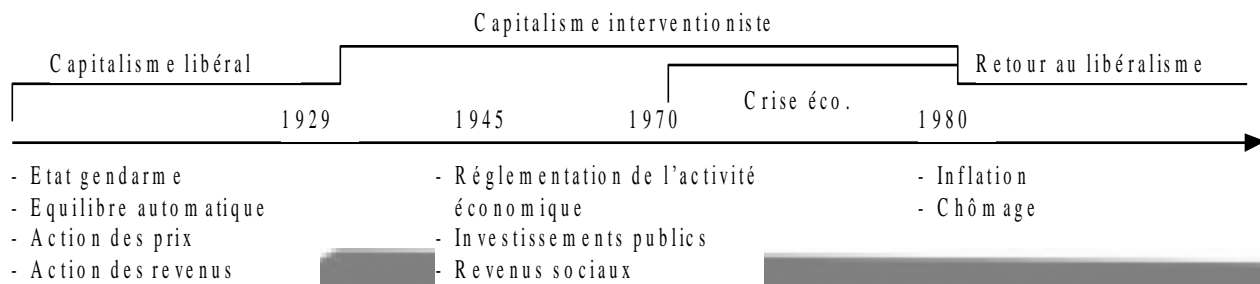 Capitalisme interventioniste
Capitalisme libéral
Retour au libéralisme
Crise éco.
1929 1945 1970 1980
- Etat gendarme
- Equilibre automatique
- Action des prix
- Action des revenus
- Réglementation de l'activité
économique
- Investissements publics
- Revenus sociaux
- Inflation
- Chômage